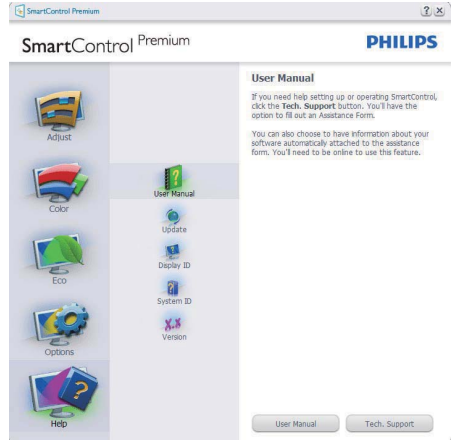 SmartControl Premium
SmartControl Premium
PHILIPS
Adjust
Color
Eco
Options
Help
User Manual
Update
Display ID
System ID
Version
User Manual
If you need help setting up or operating SmartControl,
click the Tech. Support button. You'll have the
option to fill out an Assistance Form.
You can also choose to have information about your
software automatically attached to the assistance
form. You'll need to be online to use this feature.
User Manual
Tech. Support